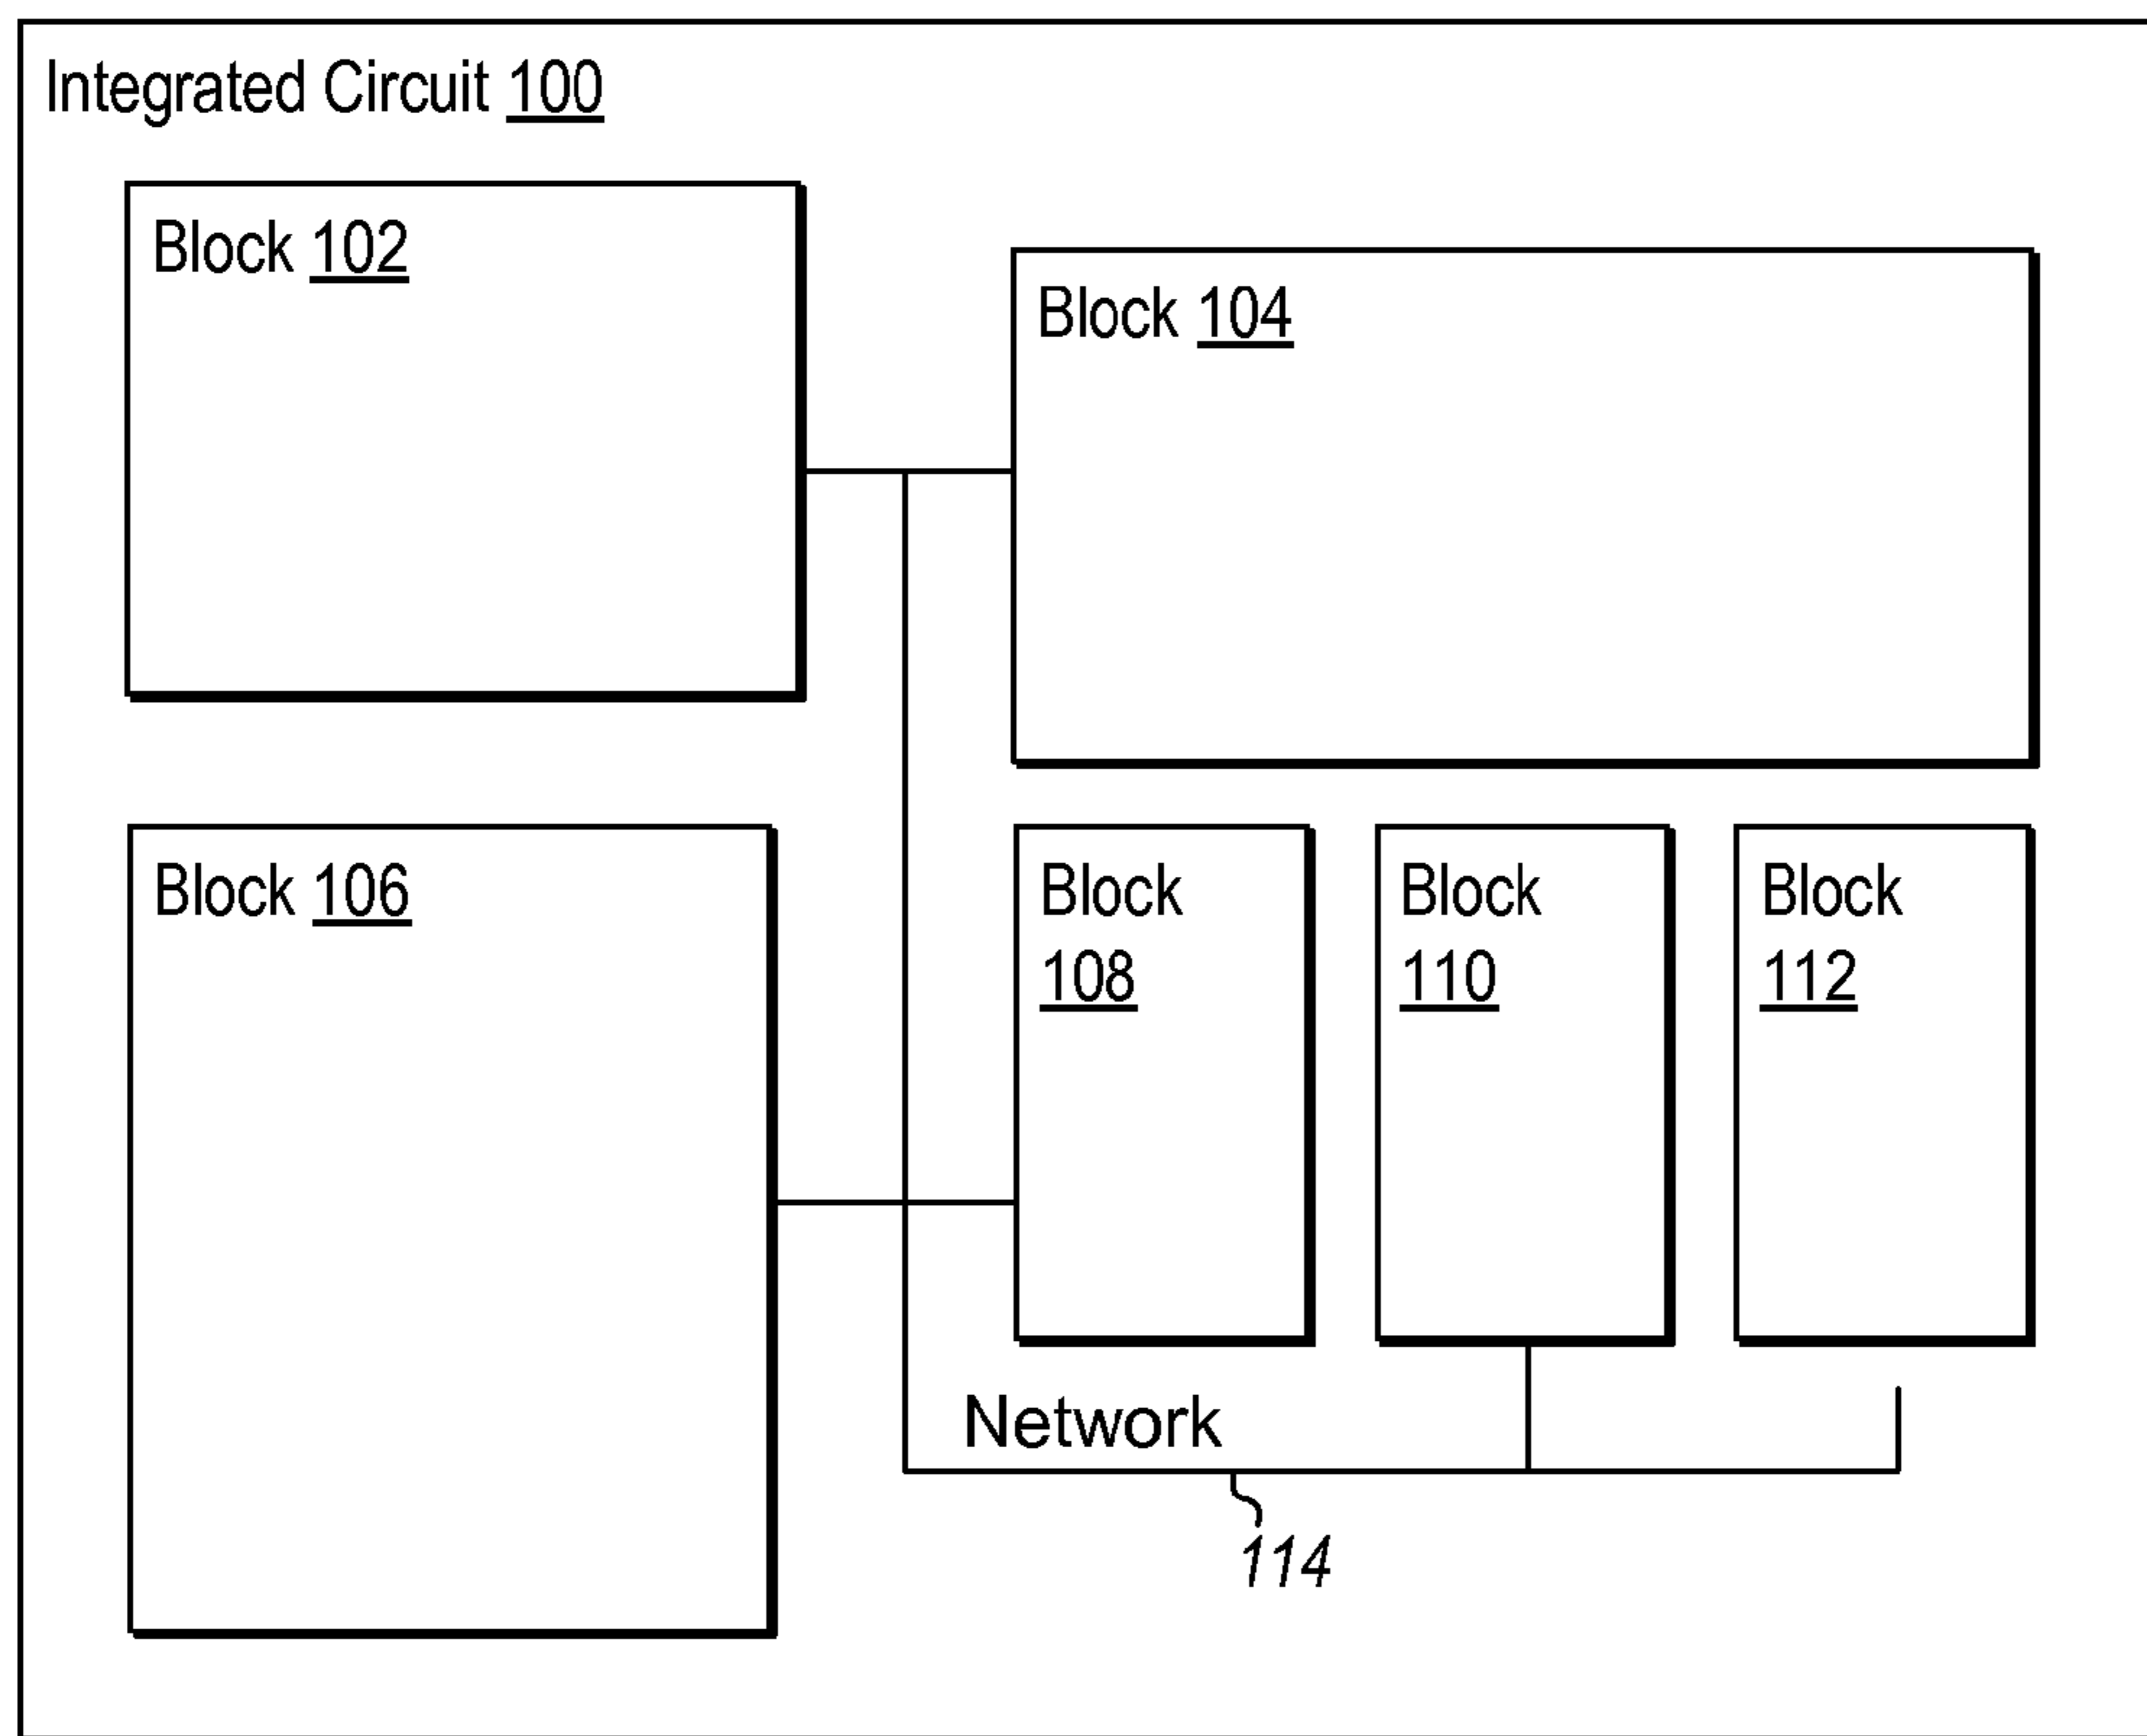 Integrated Circuit 100
Block 102
Block 104
Block 106
Block
108
Block
110
Block
112
Network
114